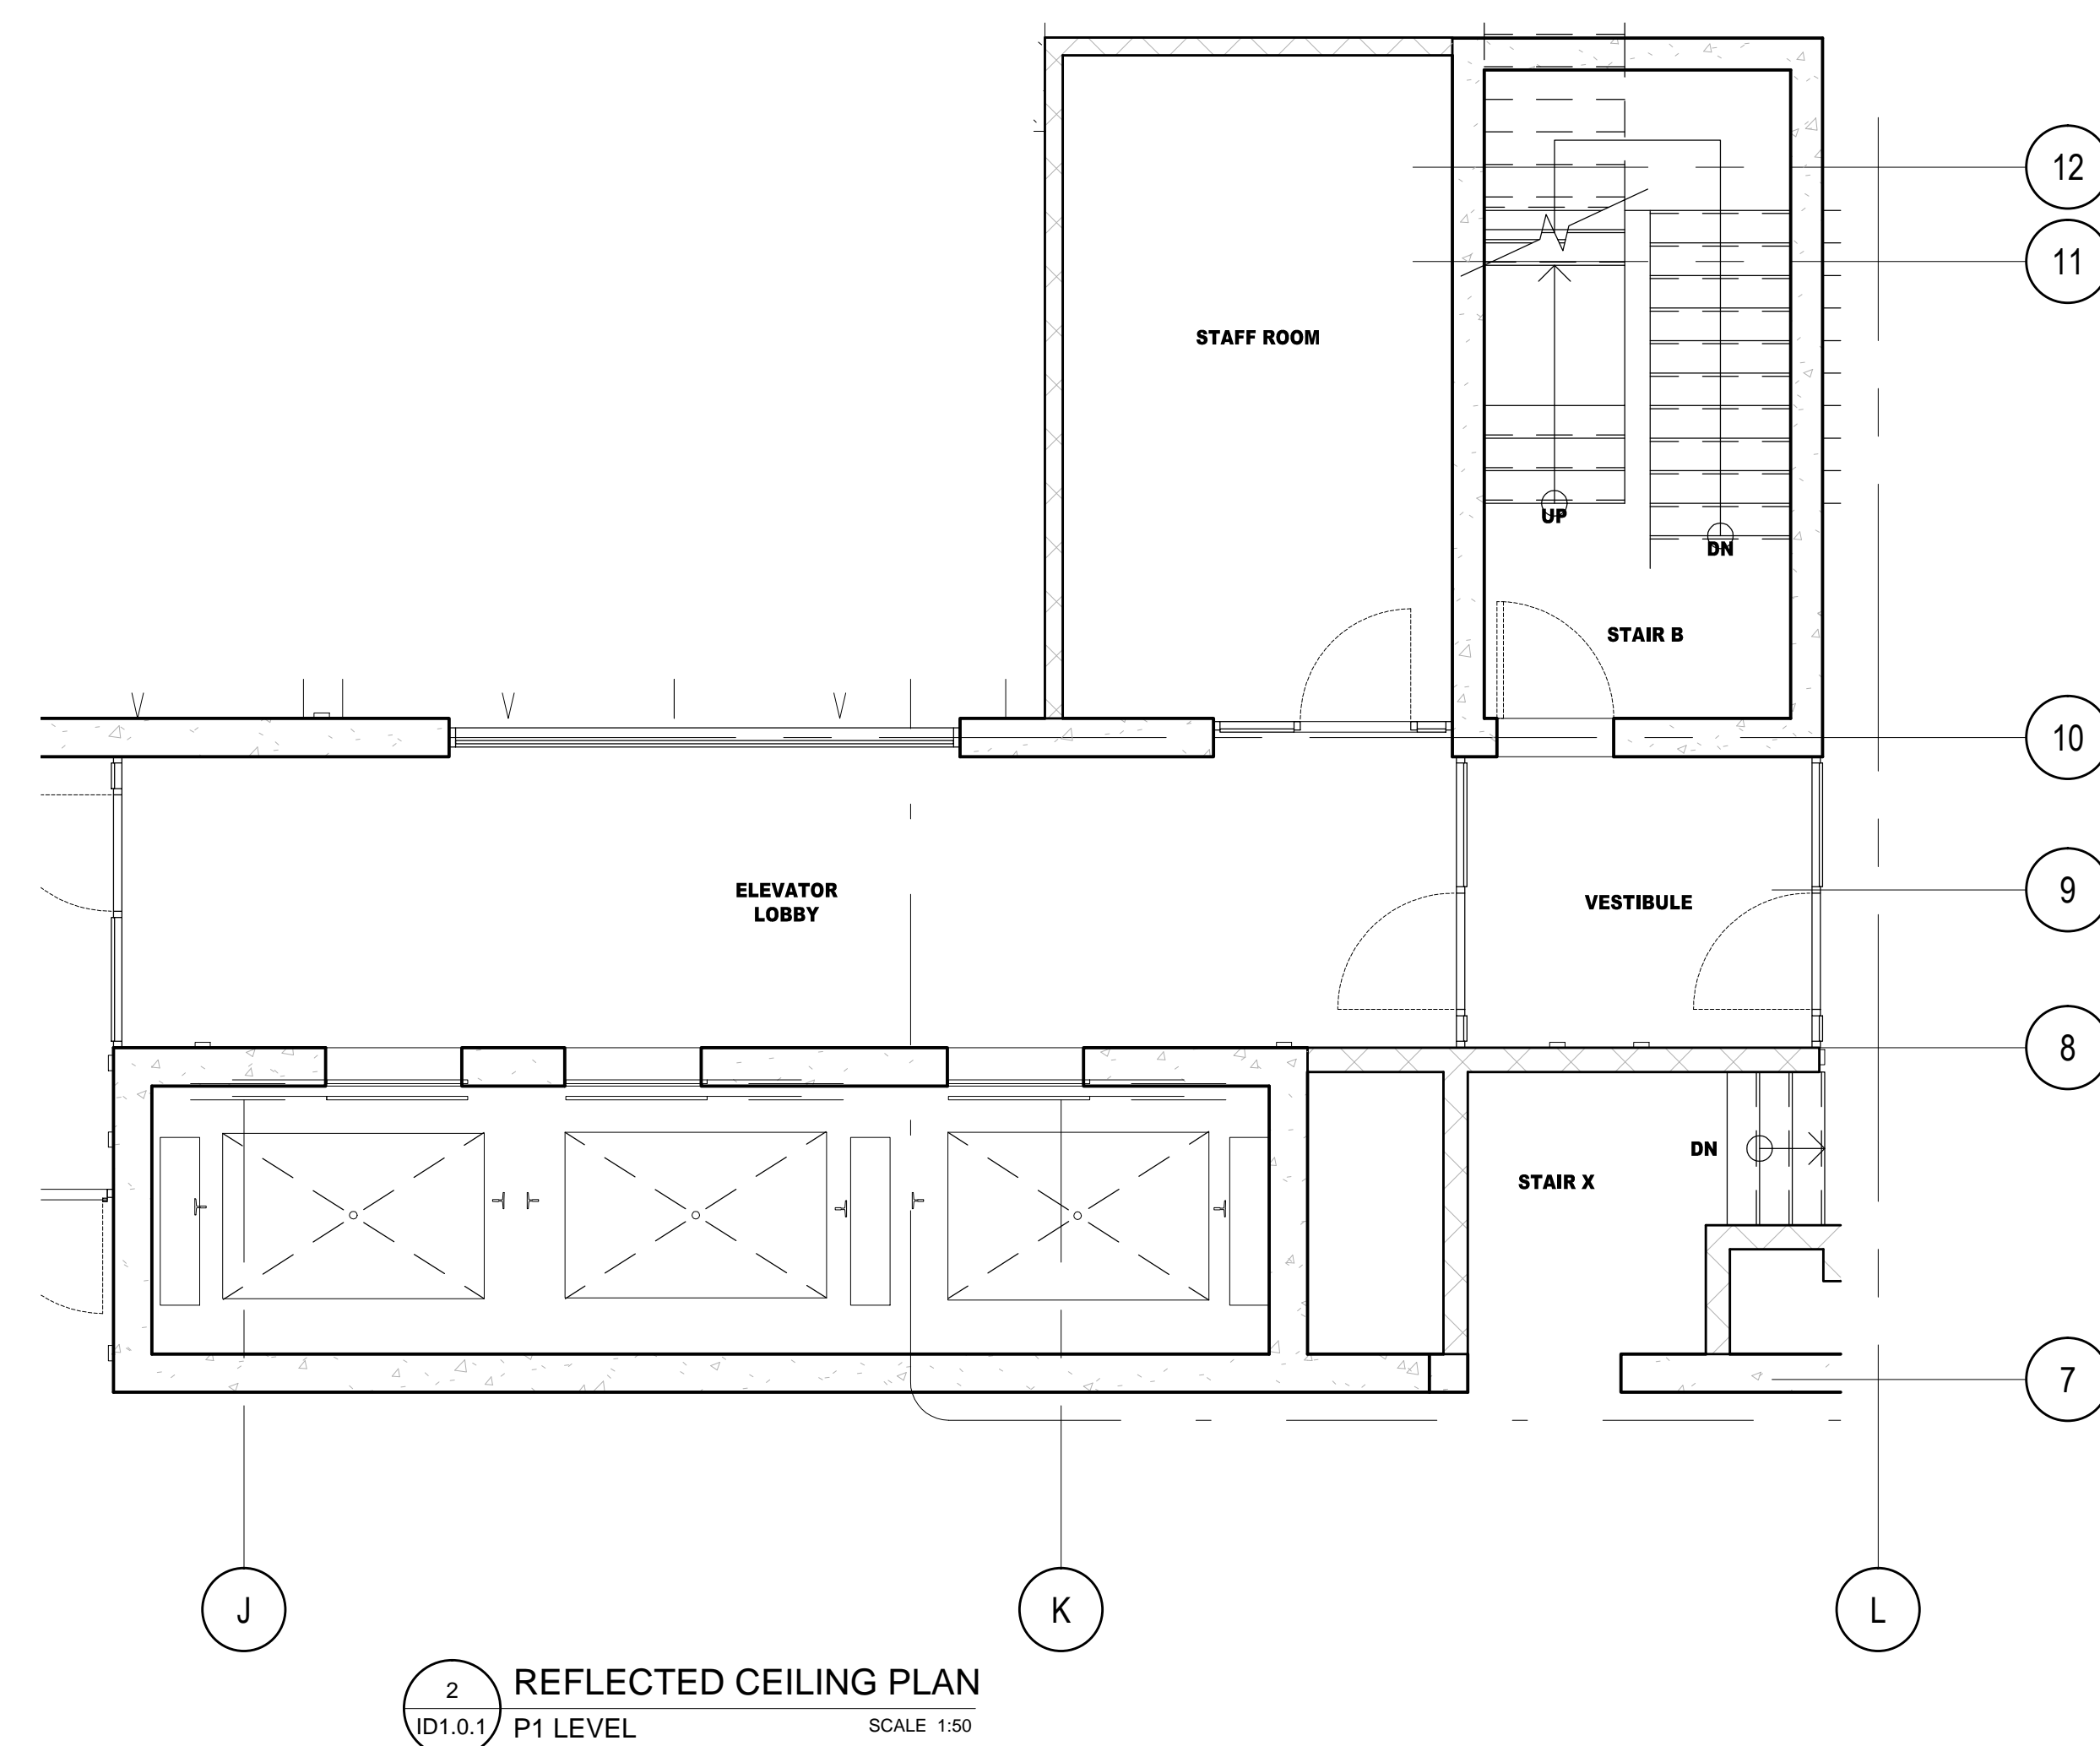 12
11
STAFF ROOM
UP
DN
STAIR B
10
ELEVATOR
LOBBY
VESTIBULE
9
8
DN
STAIR X
7
J
K
L
2
REFLECTED CEILING PLAN
ID1.0.1
P1 LEVEL
SCALE 1:50